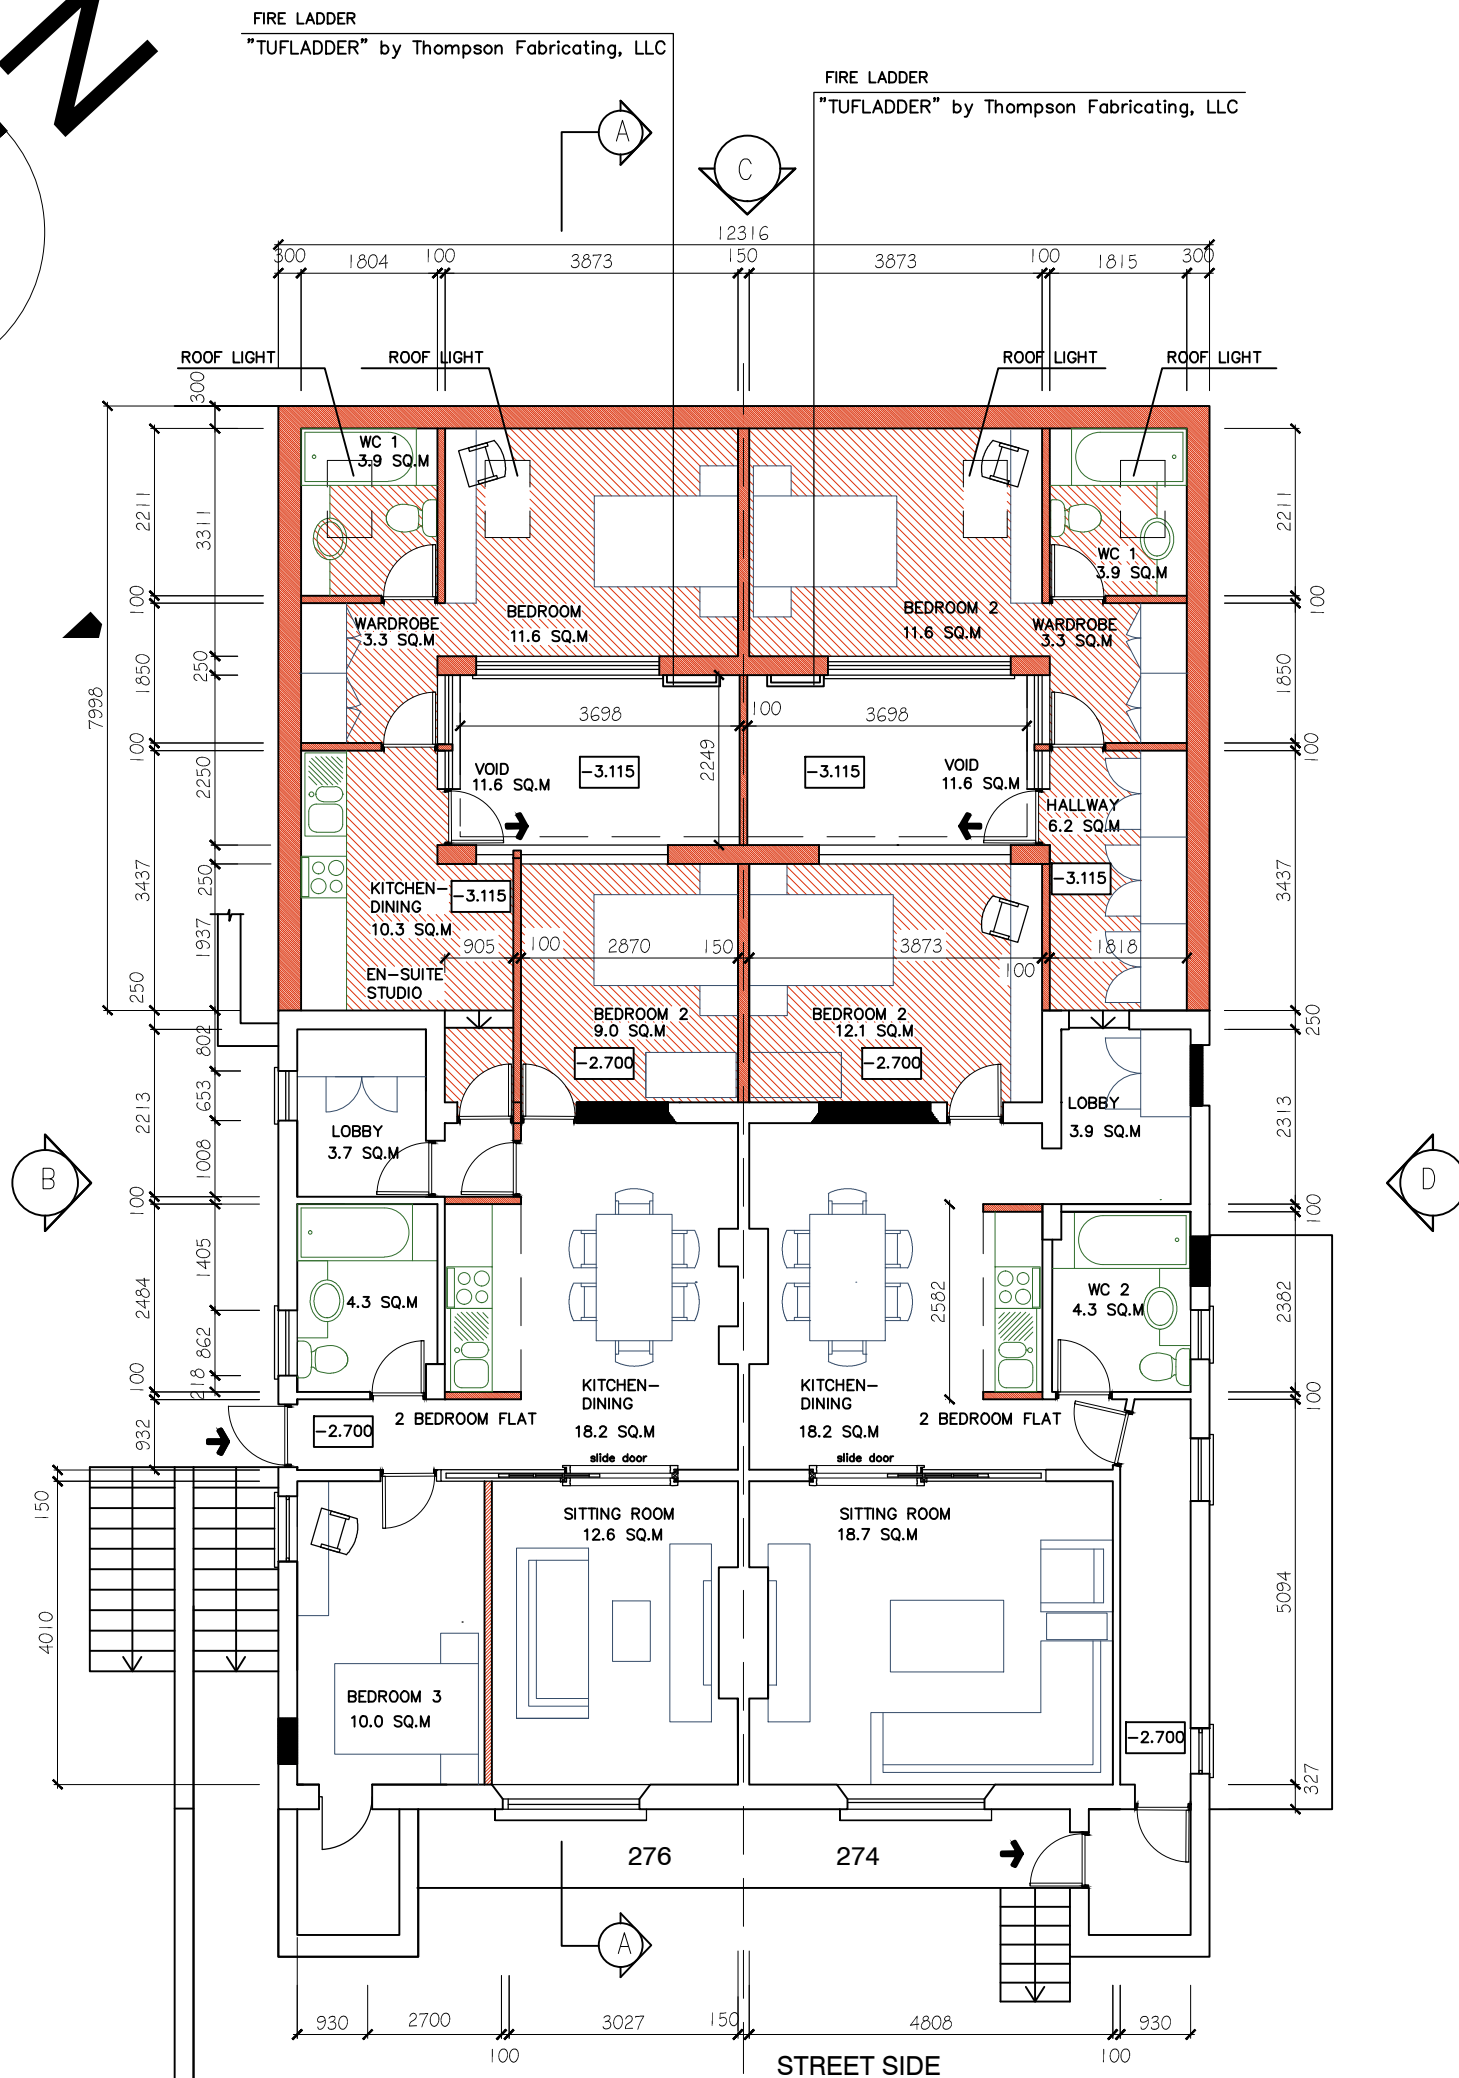 N
FIRE LADDER
"TUFLADDER" by Thompson Fabricating, LLC
FIRE LADDER
"TUFLADDER" by Thompson Fabricating, LLC
A
C
12316
300 1804 100 3873 150 3873 100 1815 300
ROOF LIGHT
ROOF LIGHT
ROOF LIGHT
ROOF LIGHT
300
WC 1
3.9 SQ.M
2211
3311
2211
WC 1
3.9 SQ.M
100
100
BEDROOM
11.6 SQ.M
BEDROOM 2
11.6 SQ.M
WARDROBE
3.3 SQ.M
WARDROBE
3.3 SQ.M
250
1850
1850
7998
3698
100
3698
100
2249
100
2250
VOID
11.6 SQ.M
-3.115
-3.115
VOID
11.6 SQ.M
HALLWAY
6.2 SQ.M
3437
250
3437
-3.115
KITCHEN-
DINING
10.3 SQ.M
-3.115
1937
905 100 2870 150 3873 100 1818
EN-SUITE
STUDIO
250
BEDROOM 2
9.0 SQ.M
BEDROOM 2
12.1 SQ.M
250
802
-2.700
-2.700
653
2213
2313
LOBBY
3.7 SQ.M
LOBBY
3.9 SQ.M
1008
B
D
100
100
1405
2484
2582
2382
4.3 SQ.M
WC 2
4.3 SQ.M
862
218
100
100
KITCHEN-
DINING
18.2 SQ.M
KITCHEN-
DINING
18.2 SQ.M
932
-2.700
2 BEDROOM FLAT
2 BEDROOM FLAT
slide door
slide door
150
SITTING ROOM
12.6 SQ.M
SITTING ROOM
18.7 SQ.M
4010
5094
BEDROOM 3
10.0 SQ.M
-2.700
327
276
274
A
930 2700 100 3027 150 4808 100 930
STREET SIDE